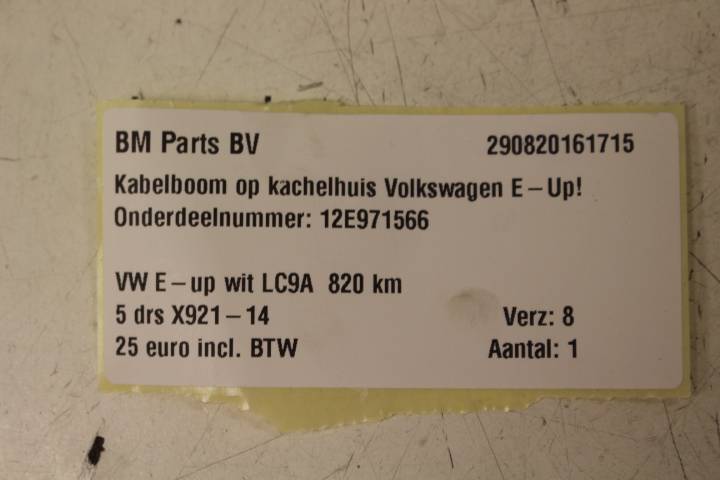 BM Parts BV 290820161715
Kabelboom op kachelhuis Volkswagen E-Up!
Onderdeelnummer: 12E971566
VW E-up wit LC9A 820 km
5 drs X921-14 Verz: 8
25 euro incl. BTW Aantal: 1